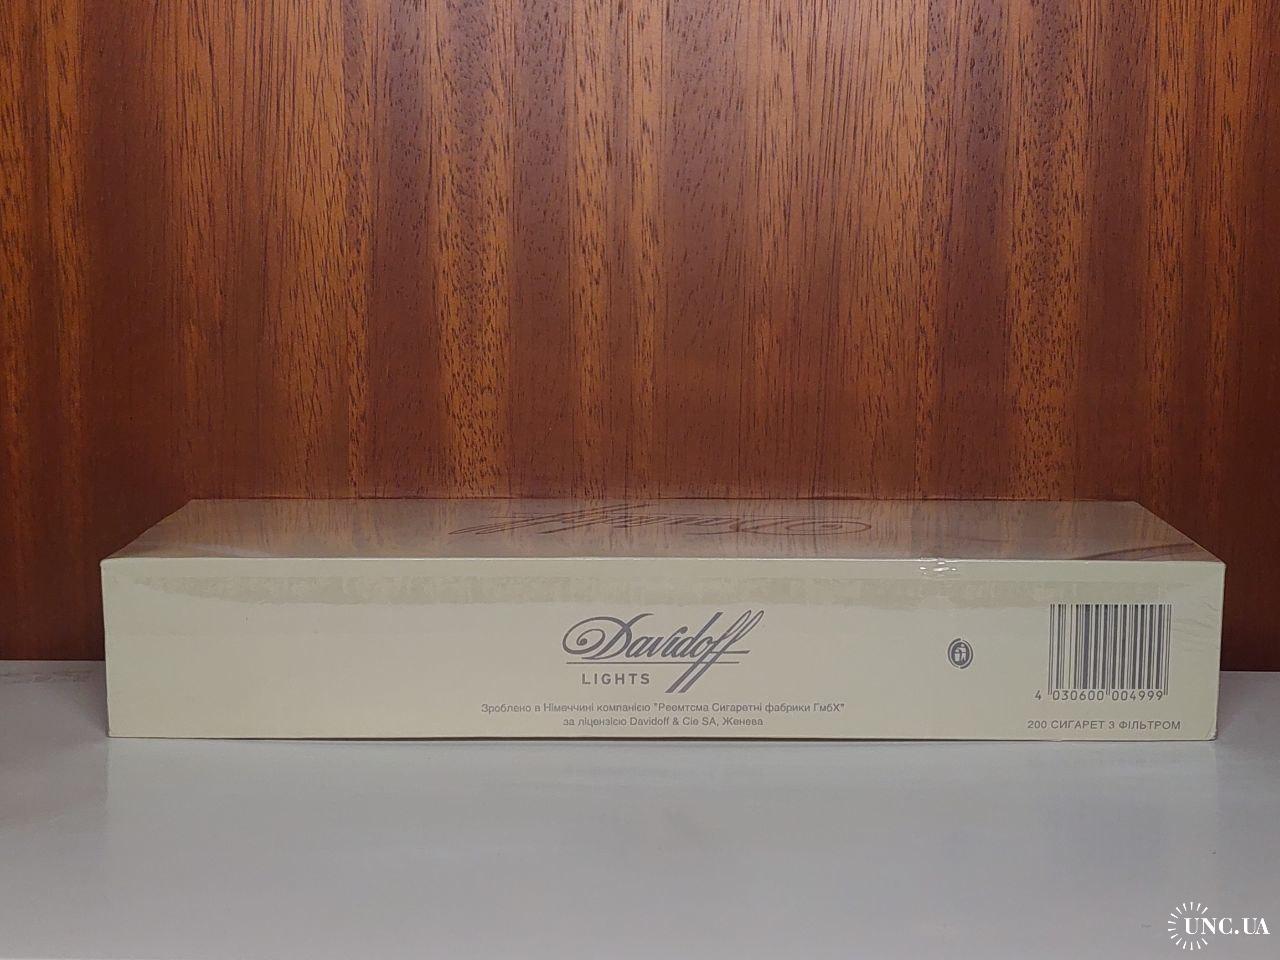 Davidoff
Davidoff
LIGHTS
Зроблено в Німеччині компанією "Реемтсма Сигаретні фабрики ГмбХ"
за ліцензією Davidoff & Cie SA, Женева
4 030600 004999
200 СИГАРЕТ З ФІЛЬТРОМ
UNC.UA